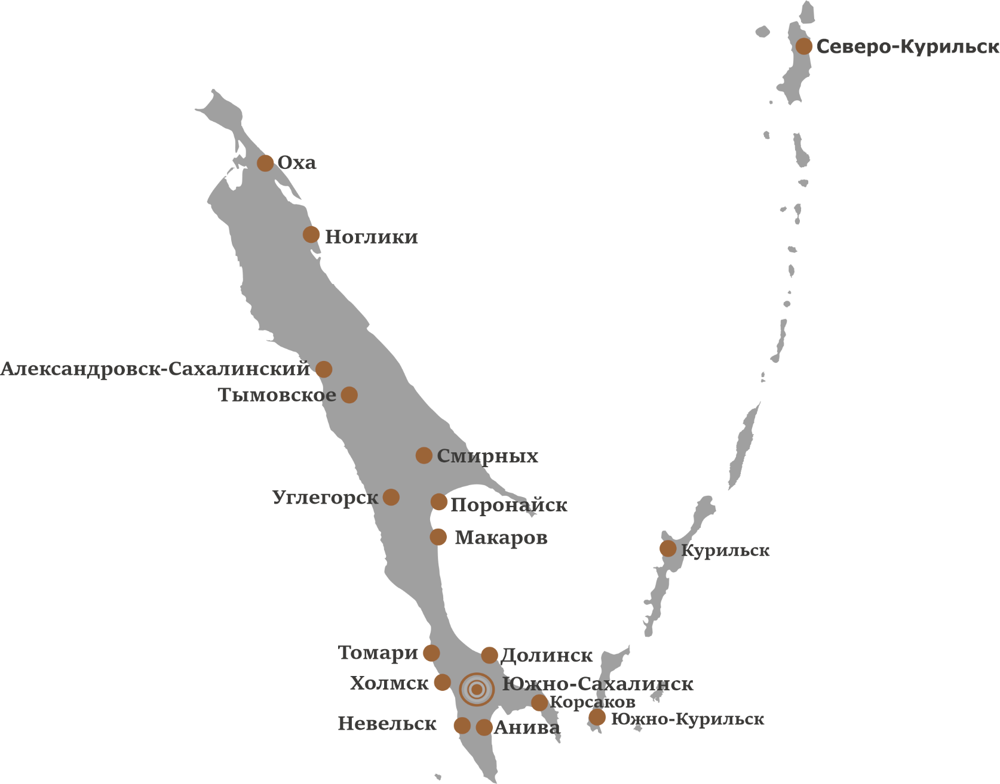 Северо-Курильск
Оха
Ноглики
Александровск-Сахалинский
Тымовское
Смирных
Углегорск
Поронайск
Макаров
Курильск
Томари
Долинск
Холмск
Южно-Сахалинск
Корсаков
Южно-Курильск
Невельск
Анива